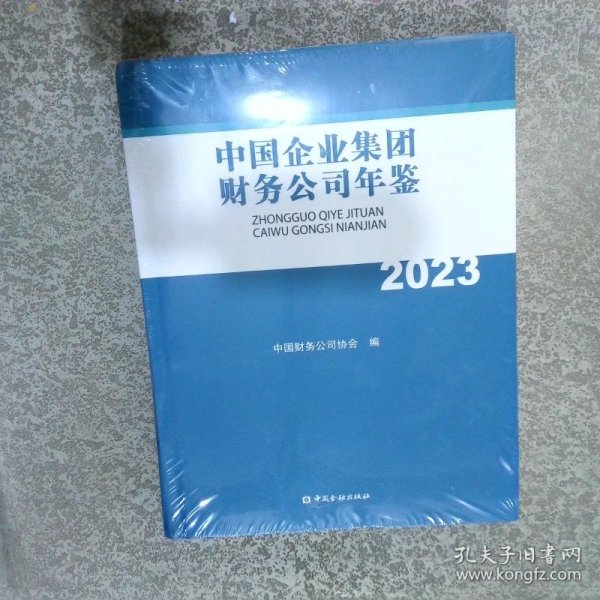 中国企业集团
财务公司年鉴
ZHONGGUO QIYE JITUAN
CAIWU GONGSI NIANJIAN
2023
中国财务公司协会 编
中国金融出版社
孔夫子旧书网
www.kongfz.com